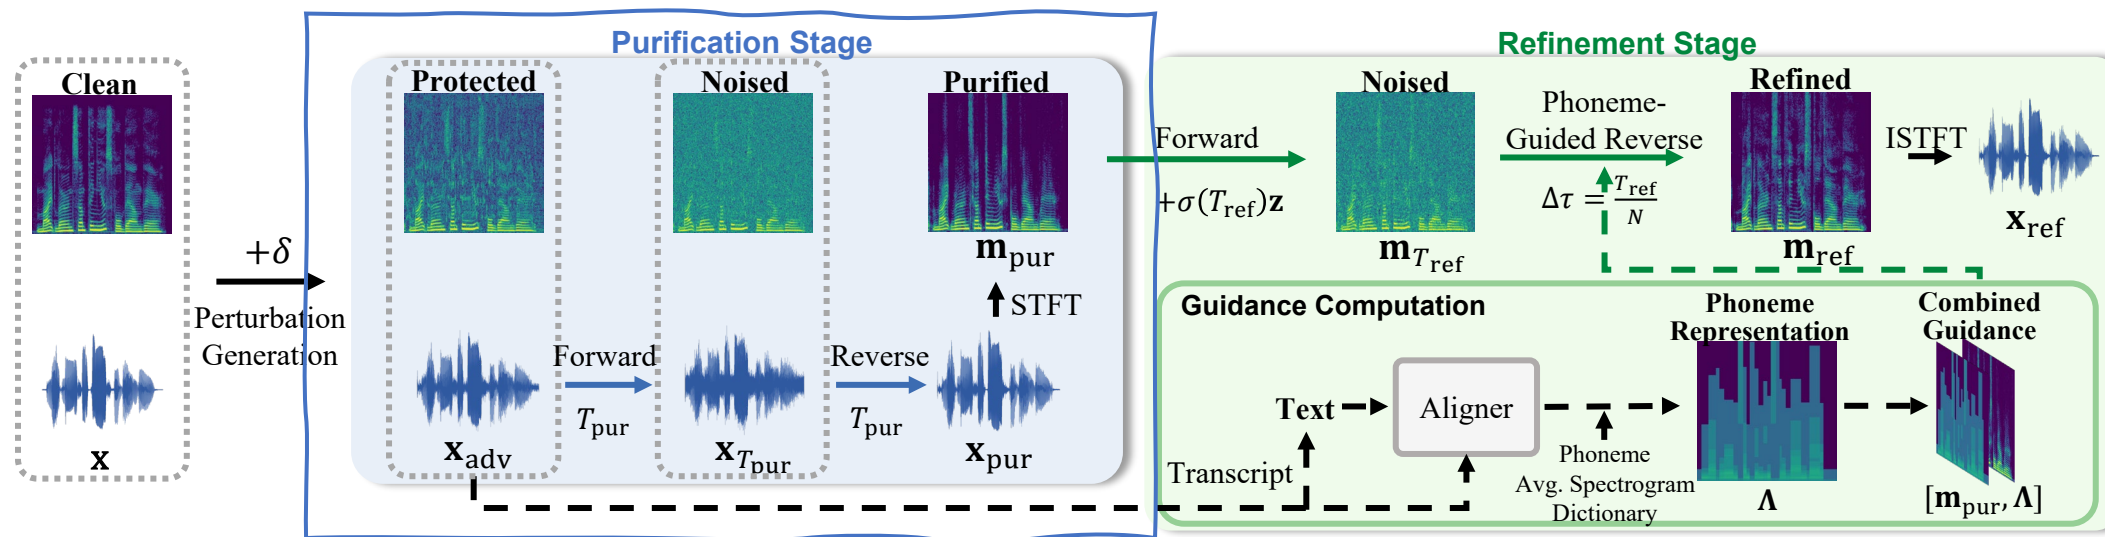 Purification Stage
Refinement Stage
Clean
Protected
Noised
Purified
Noised
Phoneme-
Guided Reverse
Refined
Forward
+σ(T_ref)z
Δτ = T_ref/N
ISTFT
x_ref
m_pur
m_T_ref
m_ref
+δ
Perturbation
Generation
STFT
Forward
T_pur
Reverse
T_pur
x
x_adv
x_T_pur
x_pur
Guidance Computation
Phoneme
Representation
Combined
Guidance
Text
Aligner
Transcript
Phoneme
Avg. Spectrogram
Dictionary
Λ
[m_pur, Λ]